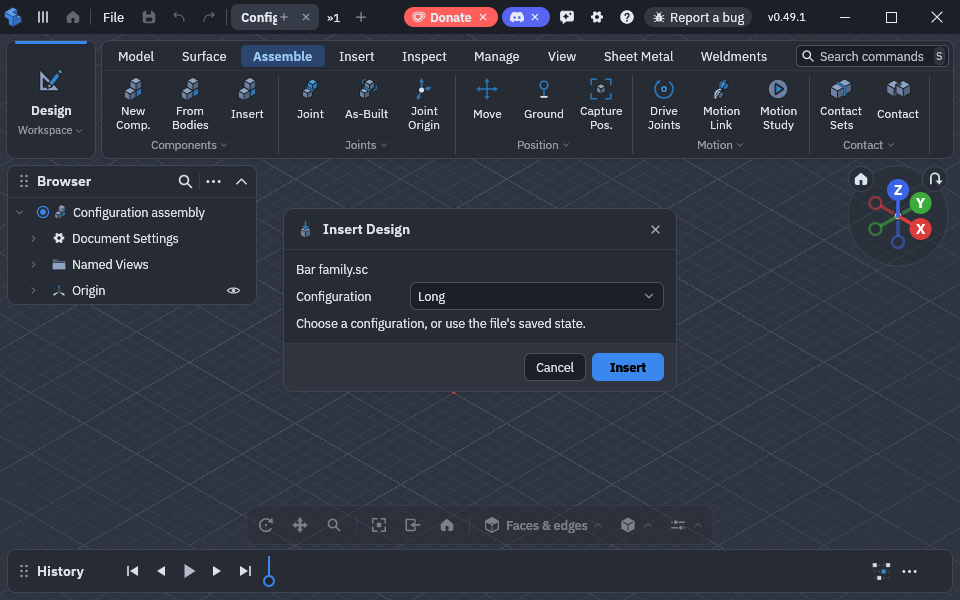 File
Config
»1
Donate
Report a bug
v0.49.1
Design
Workspace
Model
Surface
Assemble
Insert
Inspect
Manage
View
Sheet Metal
Weldments
Search commands
S
New Comp.
From Bodies
Insert
Components
Joint
As-Built
Joint Origin
Joints
Move
Ground
Capture Pos.
Position
Drive Joints
Motion Link
Motion Study
Motion
Contact Sets
Contact
Contact
Browser
Configuration assembly
Document Settings
Named Views
Origin
Z
Y
X
Insert Design
Bar family.sc
Configuration
Long
Choose a configuration, or use the file's saved state.
Cancel
Insert
Faces & edges
History